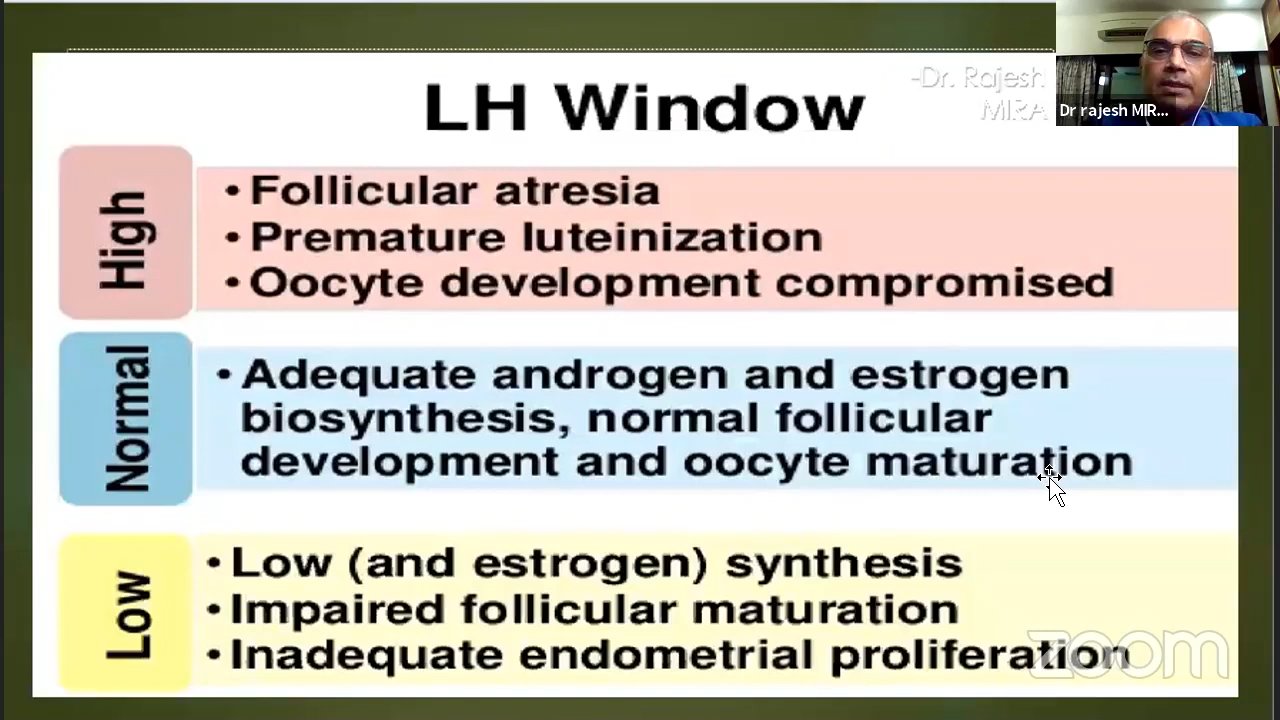 LH Window
-Dr. Rajesh
MIRA
Dr rajesh MIR...
High
• Follicular atresia
• Premature luteinization
• Oocyte development compromised
Normal
• Adequate androgen and estrogen
biosynthesis, normal follicular
development and oocyte maturation
Low
• Low (and estrogen) synthesis
• Impaired follicular maturation
• Inadequate endometrial proliferation
zoom